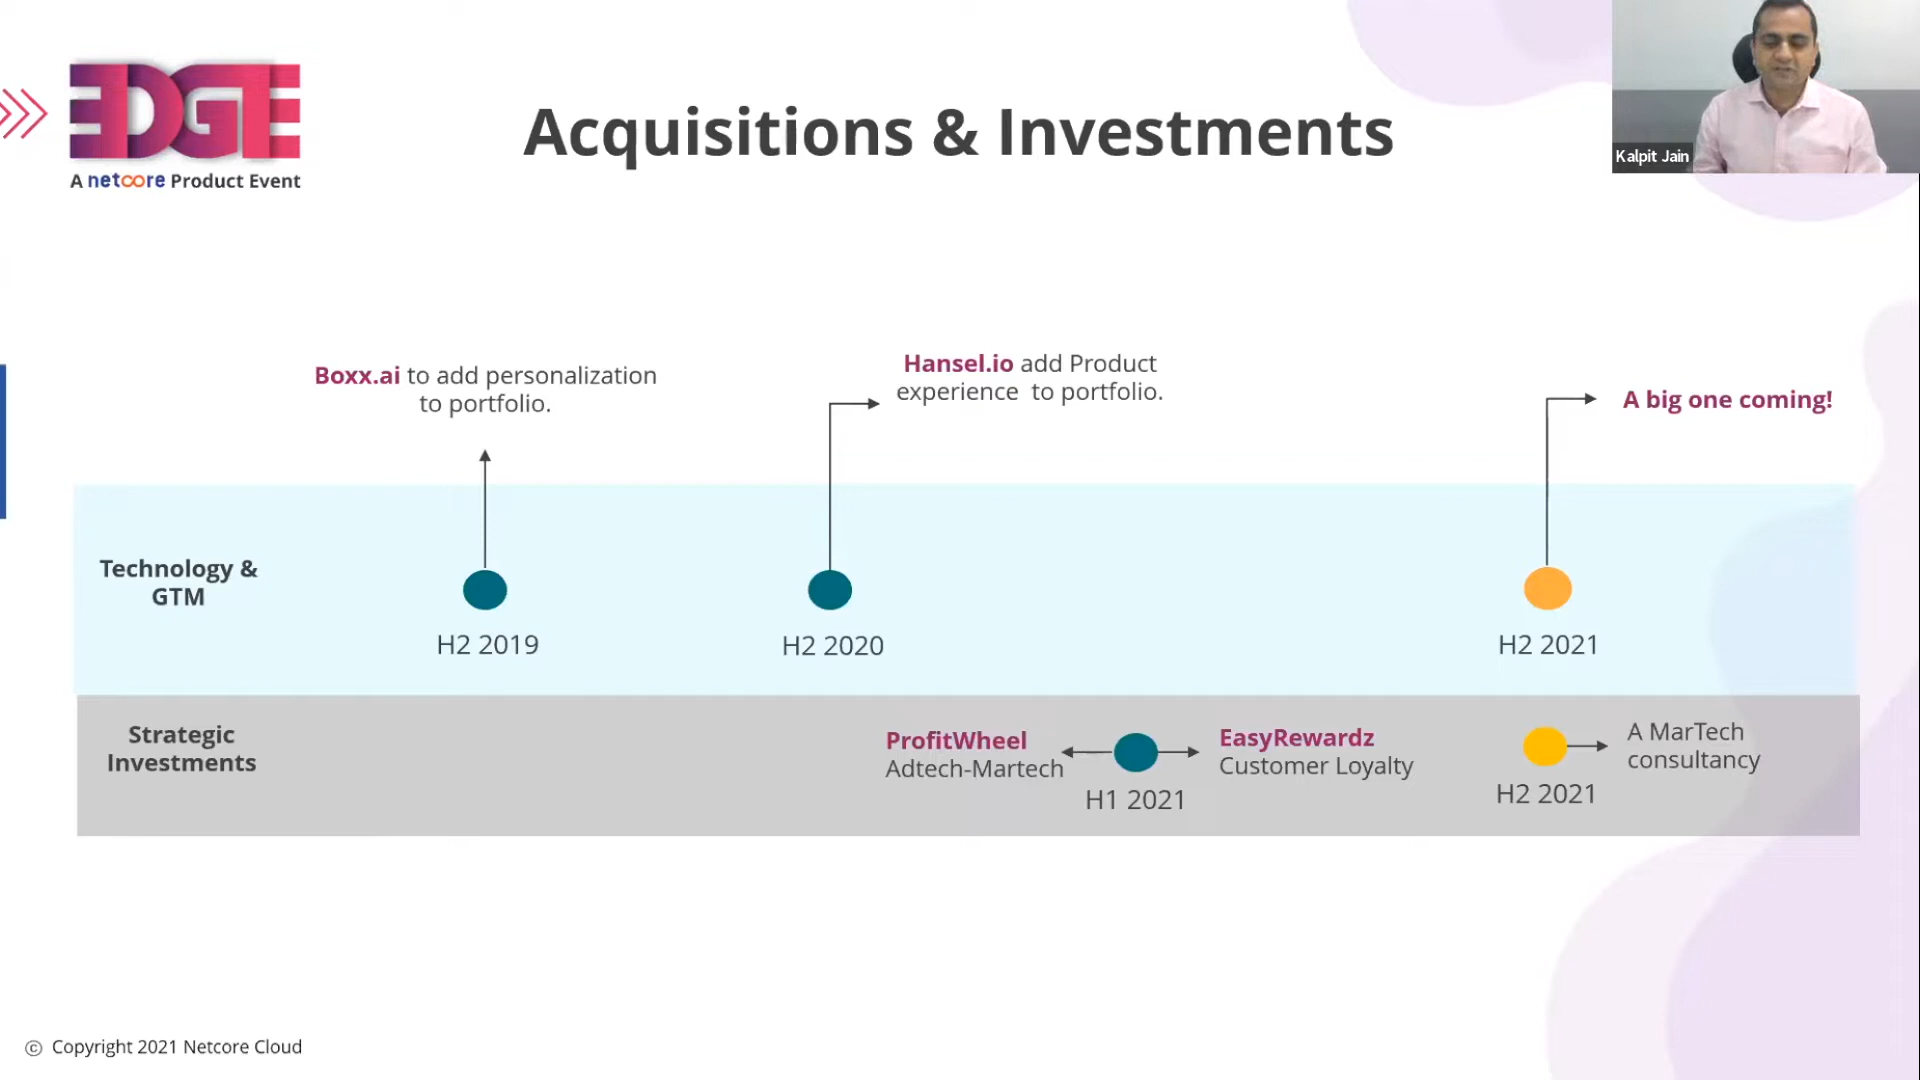 EDGE
A netcore Product Event
Acquisitions & Investments
Kalpit Jain
Boxx.ai to add personalization
to portfolio.
Hansel.io add Product
experience to portfolio.
A big one coming!
Technology &
GTM
H2 2019
H2 2020
H2 2021
Strategic
Investments
ProfitWheel
Adtech-Martech
H1 2021
EasyRewardz
Customer Loyalty
H2 2021
A MarTech
consultancy
© Copyright 2021 Netcore Cloud